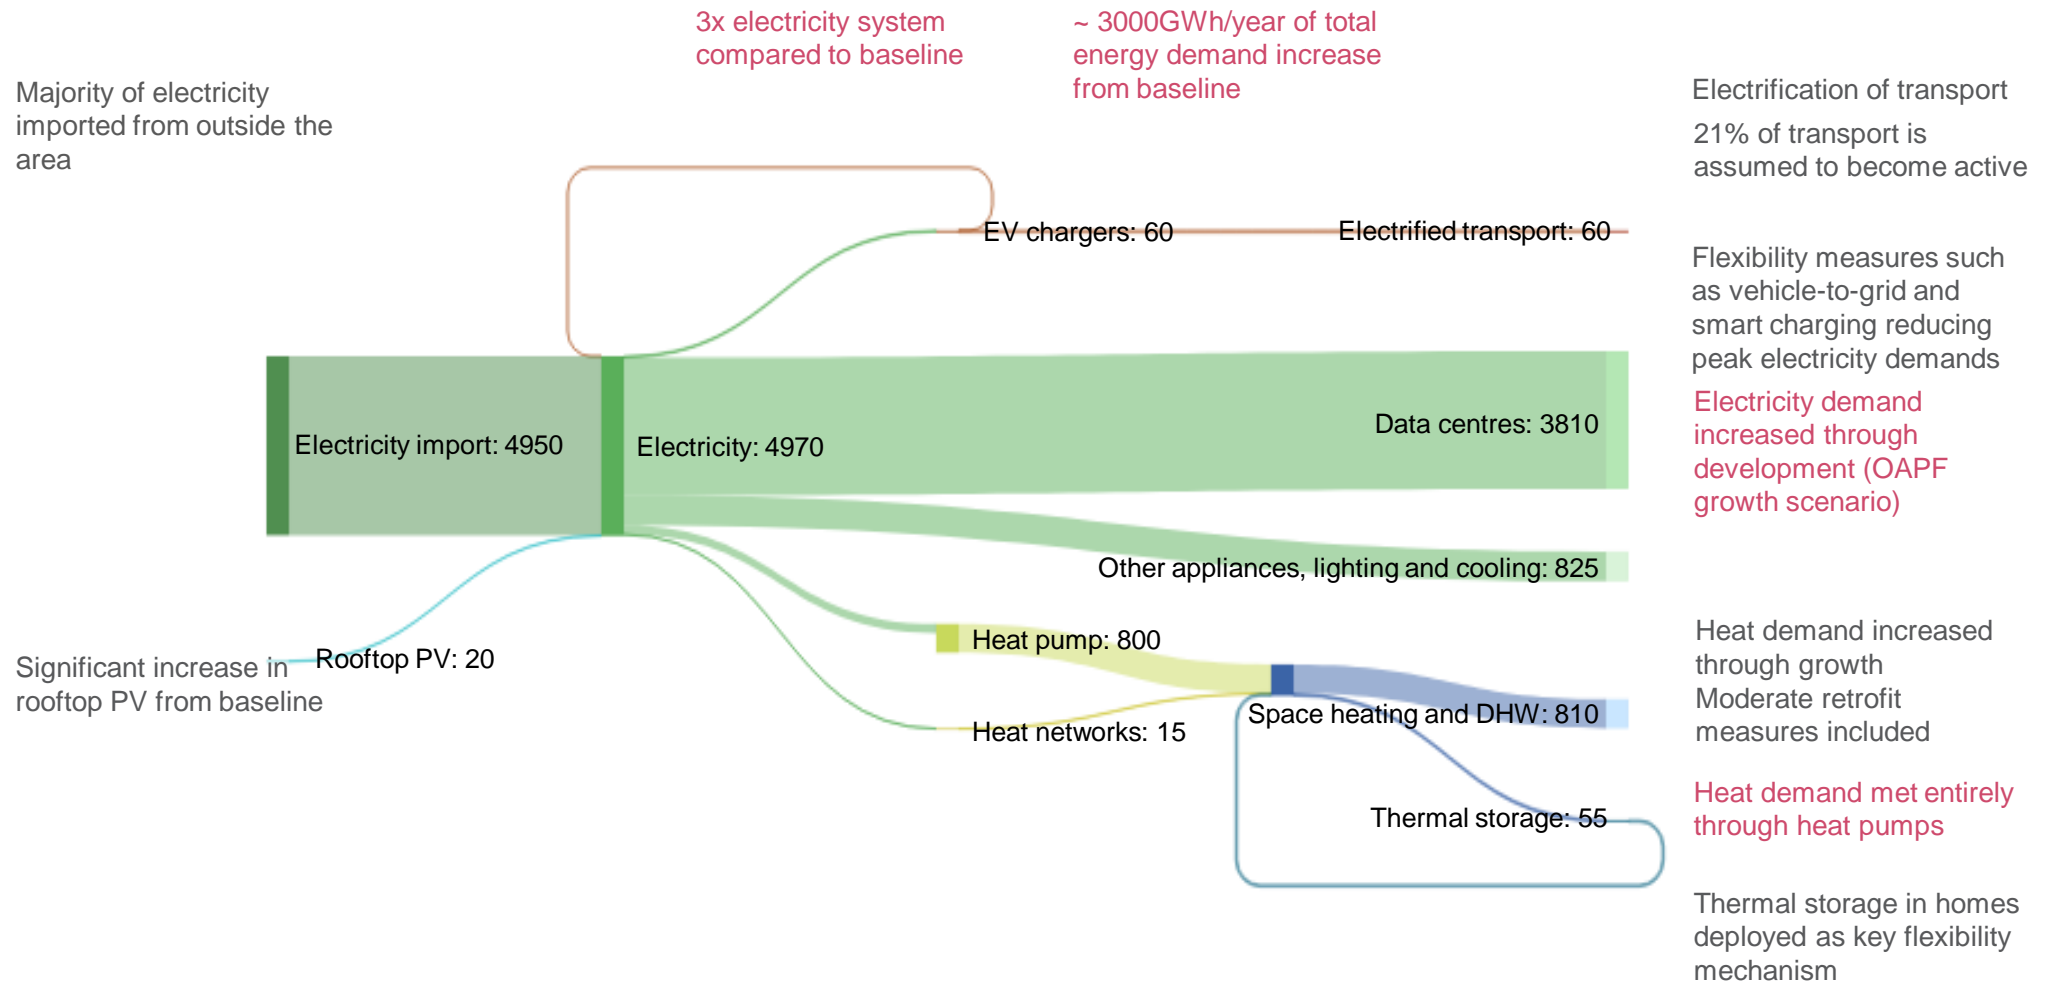 3x electricity system
compared to baseline
~ 3000GWh/year of total
energy demand increase
from baseline
Majority of electricity
imported from outside the
area
Electrification of transport
21% of transport is
assumed to become active
EV chargers: 60
Electrified transport: 60
Flexibility measures such
as vehicle-to-grid and
smart charging reducing
peak electricity demands
Electricity import: 4950
Electricity: 4970
Data centres: 3810
Electricity demand
increased through
development (OAPF
growth scenario)
Other appliances, lighting and cooling: 825
Significant increase in
rooftop PV from baseline
Rooftop PV: 20
Heat pump: 800
Heat networks: 15
Space heating and DHW: 810
Heat demand increased
through growth
Moderate retrofit
measures included
Thermal storage: 55
Heat demand met entirely
through heat pumps
Thermal storage in homes
deployed as key flexibility
mechanism